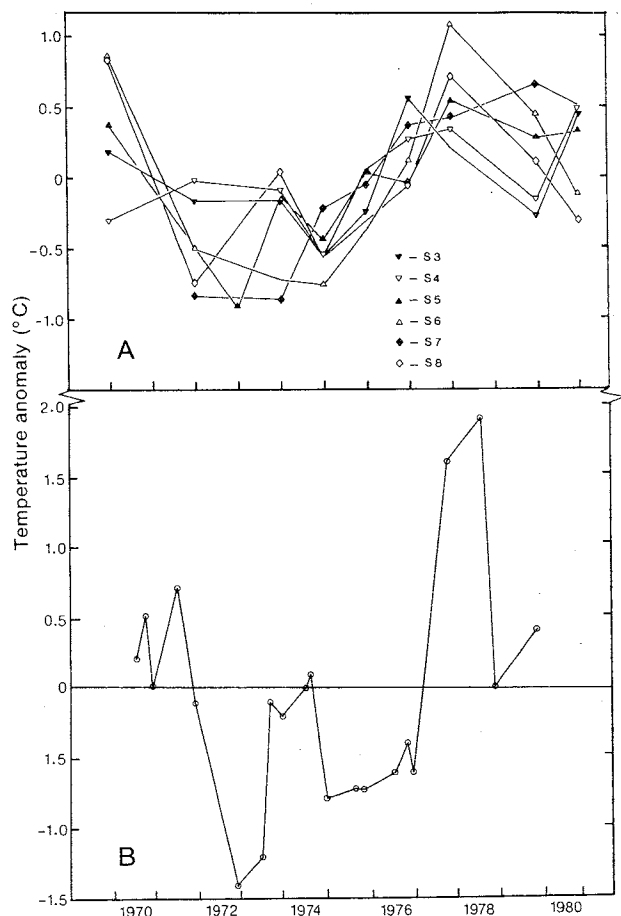 1.0
0.5
0
-0.5
-1.0
A
▼ – S3
▽ – S4
▲ – S5
△ – S6
◆ – S7
◇ – S8
Temperature anomaly (°C)
2.0
1.5
1.0
0.5
0
1.5
-1.0
-1.5
B
1970
1972
1974
1976
1978
1980